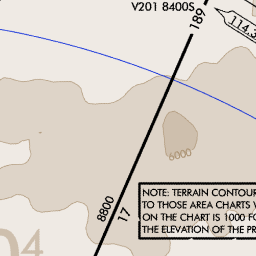 V201 8400S
189
114.3
6000
8800
17
NOTE: TERRAIN CONTOUR
TO THOSE AREA CHARTS
ON THE CHART IS 1000 FO
THE ELEVATION OF THE PR
04